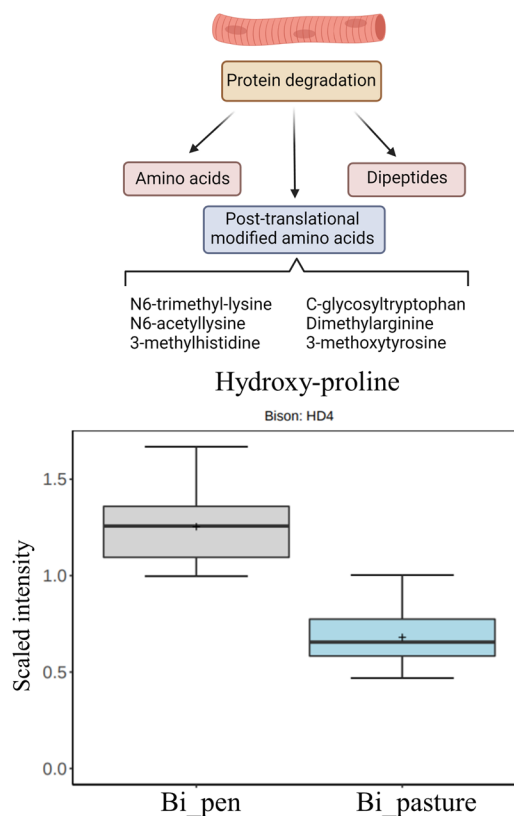 Protein degradation
Amino acids
Dipeptides
Post-translational
modified amino acids
N6-trimethyl-lysine
N6-acetyllysine
3-methylhistidine
C-glycosyltryptophan
Dimethylarginine
3-methoxytyrosine
Hydroxy-proline
Bison: HD4
Scaled intensity
1.5
1.0
0.5
0.0
Bi_pen
Bi_pasture